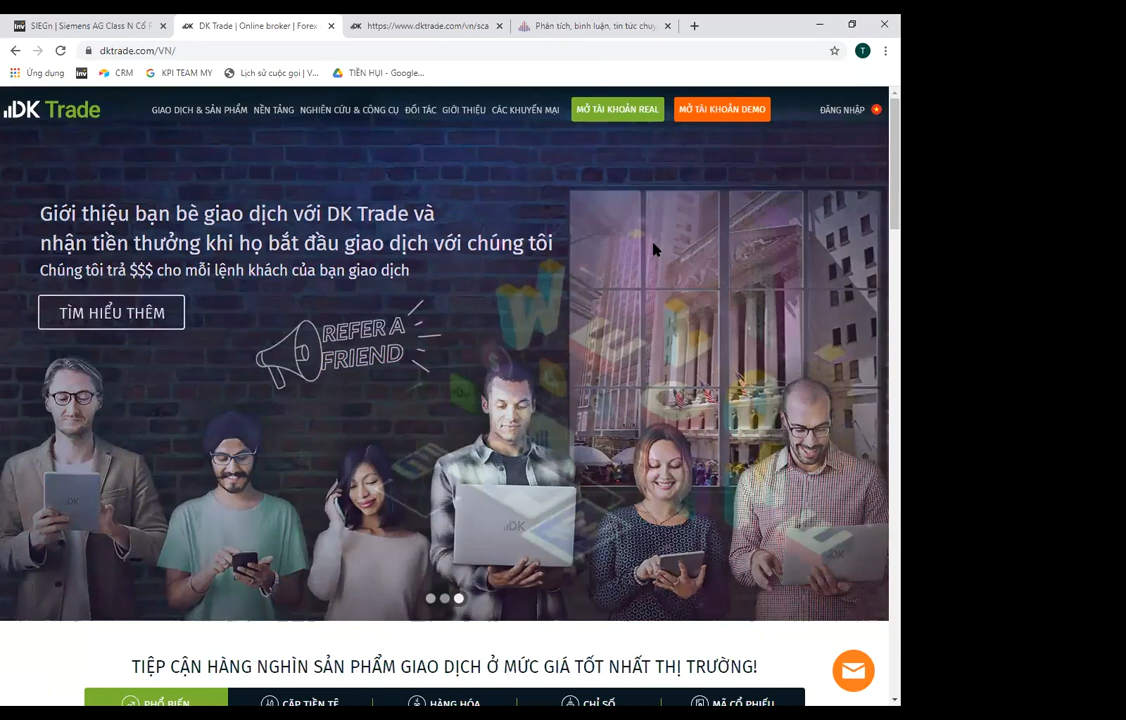 SIEGn | Siemens AG Class N Cổ P
DK Trade | Online broker | Forex
https://www.dktrade.com/vn/sca
Phân tích, bình luận, tin tức chuy
dktrade.com/VN/
T
Ứng dụng
Inv
CRM
KPI TEAM MY
Lịch sử cuộc gọi | V...
TIỀN HỤI - Google...
DK Trade
GIAO DỊCH & SẢN PHẨM
NỀN TẢNG
NGHIÊN CỨU & CÔNG CỤ
ĐỐI TÁC
GIỚI THIỆU
CÁC KHUYẾN MẠI
MỞ TÀI KHOẢN REAL
MỞ TÀI KHOẢN DEMO
ĐĂNG NHẬP
Giới thiệu bạn bè giao dịch với DK Trade và
nhận tiền thưởng khi họ bắt đầu giao dịch với chúng tôi
Chúng tôi trả $$$ cho mỗi lệnh khách của bạn giao dịch
TÌM HIỂU THÊM
REFER A
FRIEND
DK
DK
DK
TIẾP CẬN HÀNG NGHÌN SẢN PHẨM GIAO DỊCH Ở MỨC GIÁ TỐT NHẤT THỊ TRƯỜNG!
PHỔ BIẾN
CẶP TIỀN TỆ
HÀNG HÓA
CHỈ SỐ
MÃ CỔ PHIẾU